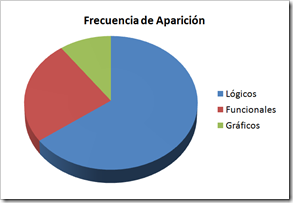 Frecuencia de Aparición
Lógicos
Funcionales
Gráficos